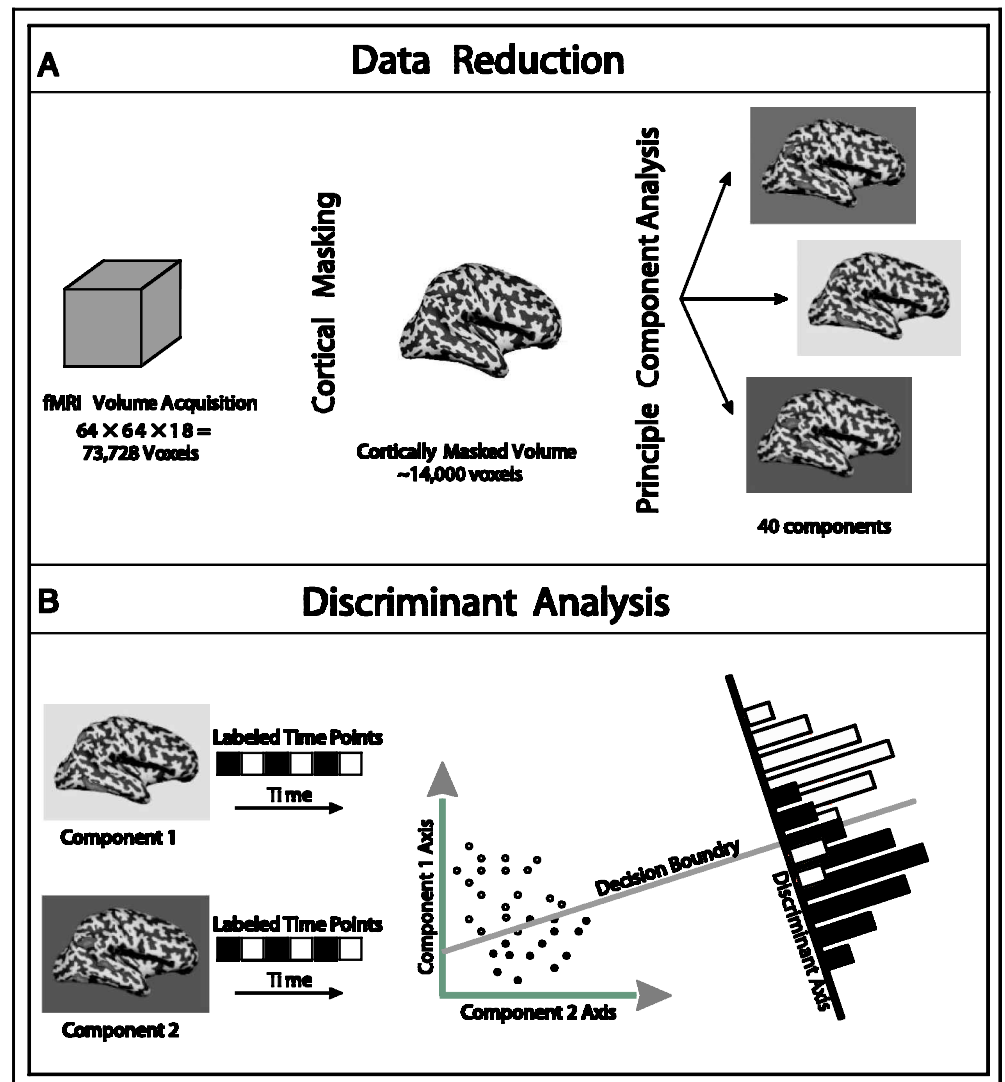 A
Data Reduction
fMRI Volume Acquisition
64 × 64 × 18 =
73,728 Voxels
Cortical Masking
Cortically Masked Volume
~14,000 voxels
Principle Component Analysis
40 components
B
Discriminant Analysis
Component 1
Labeled Time Points
Time
Component 2
Labeled Time Points
Time
Component 1 Axis
Component 2 Axis
Decision Boundry
Discriminant Axis